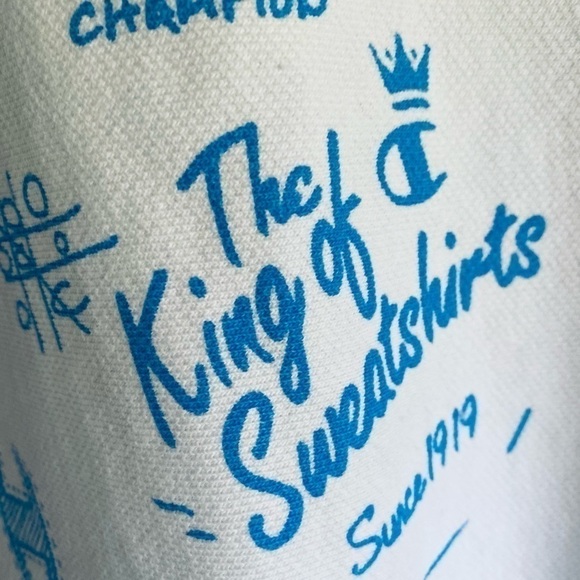 CHAMPION
The
King of
Sweatshirts
Since 1919